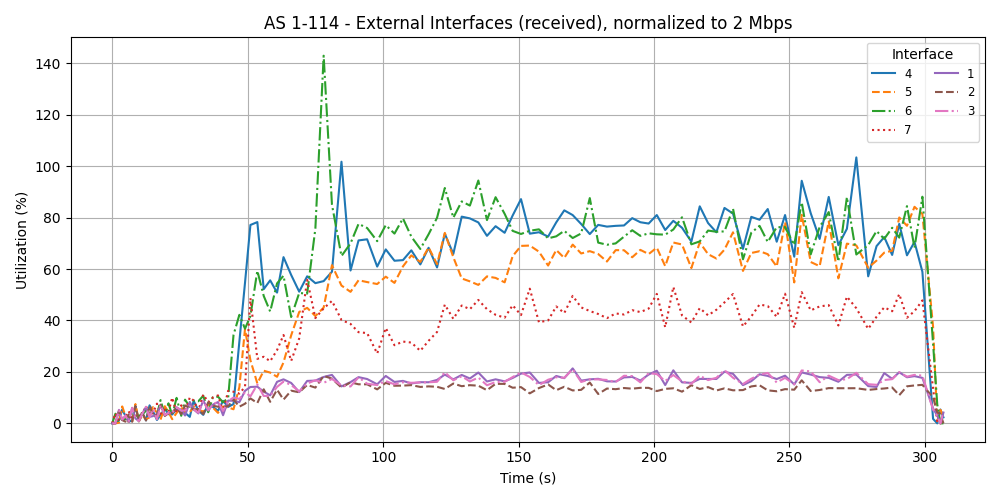 AS 1-114 - External Interfaces (received), normalized to 2 Mbps
Utilization (%)
140
120
100
80
60
40
20
0
0 50 100 150 200 250 300
Time (s)
Interface
4 1
5 2
6 3
7